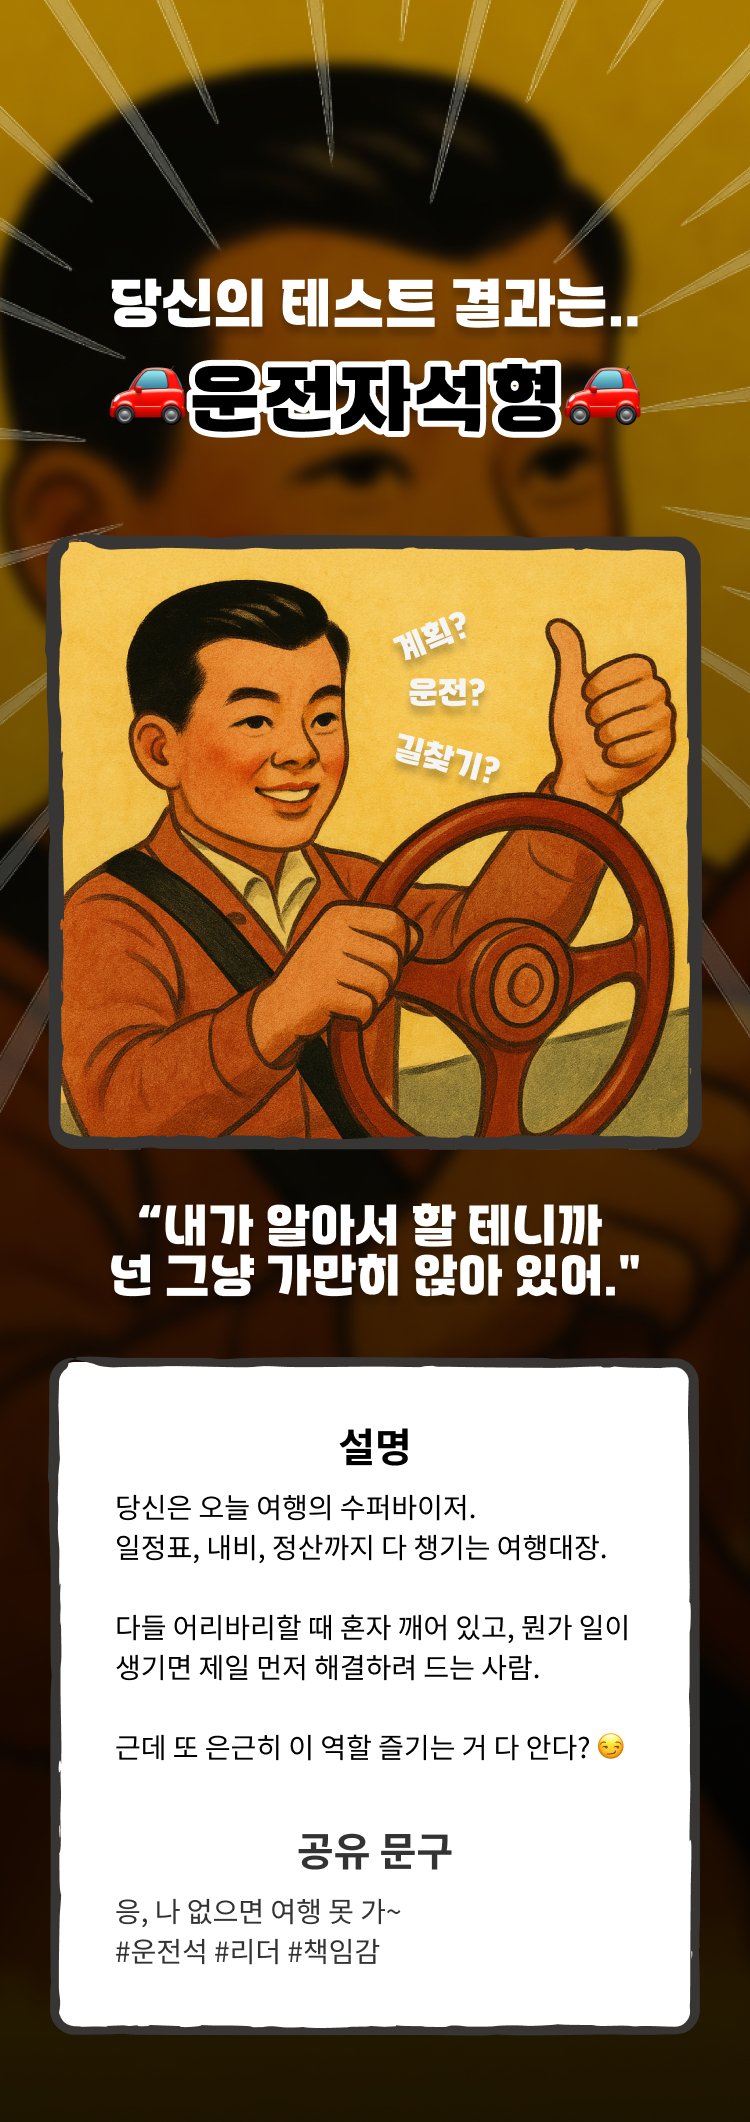 당신의 테스트 결과는..
🚗운전자석형🚗
계획?
운전?
길찾기?
“내가 알아서 할 테니까
넌 그냥 가만히 앉아 있어."
설명
당신은 오늘 여행의 수퍼바이저.
일정표, 내비, 정산까지 다 챙기는 여행대장.
다들 어리바리할 때 혼자 깨어 있고, 뭔가 일이
생기면 제일 먼저 해결하려 드는 사람.
근데 또 은근히 이 역할 즐기는 거 다 안다? 😏
공유 문구
응, 나 없으면 여행 못 가~
#운전석 #리더 #책임감